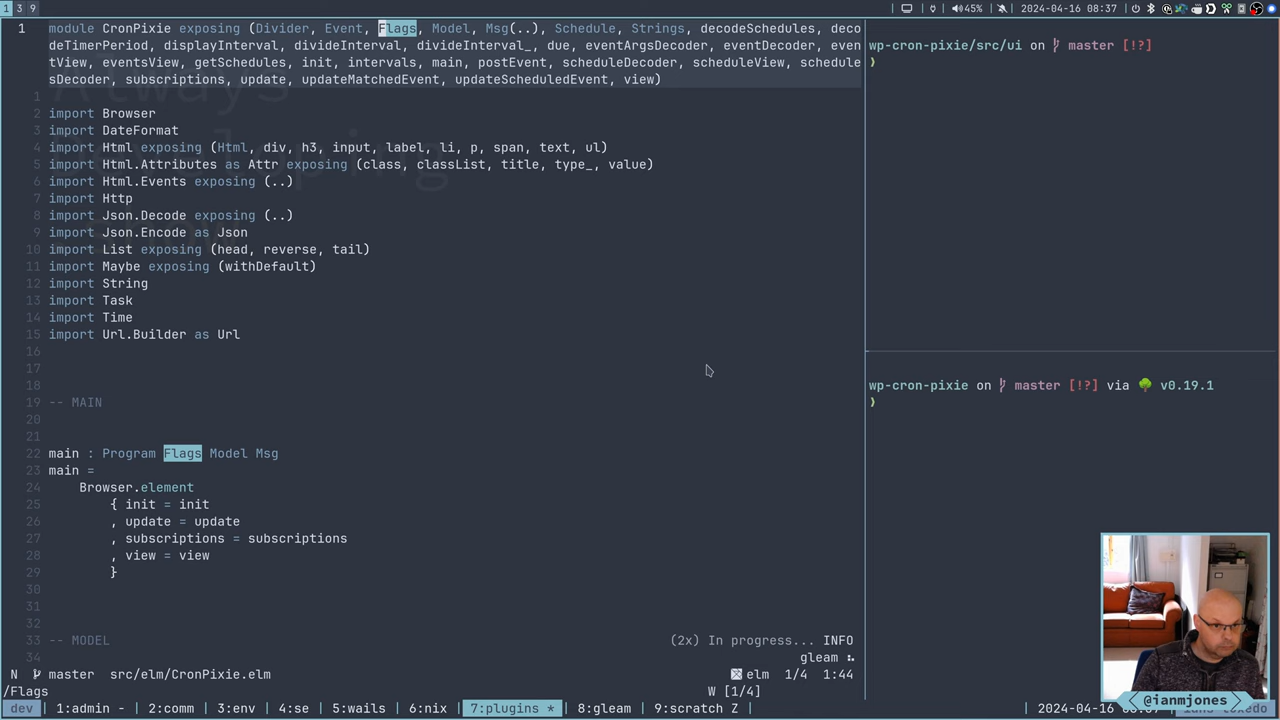 1 3 9
45% 2024-04-16 08:37
1 module CronPixie exposing (Divider, Event, Flags, Model, Msg(..), Schedule, Strings, decodeSchedules, deco
deTimerPeriod, displayInterval, divideInterval, divideInterval_, due, eventArgsDecoder, eventDecoder, even
tView, eventsView, getSchedules, init, intervals, main, postEvent, scheduleDecoder, scheduleView, schedule
sDecoder, subscriptions, update, updateMatchedEvent, updateScheduledEvent, view)
1
2 import Browser
3 import DateFormat
4 import Html exposing (Html, div, h3, input, label, li, p, span, text, ul)
5 import Html.Attributes as Attr exposing (class, classList, title, type_, value)
6 import Html.Events exposing (..)
7 import Http
8 import Json.Decode exposing (..)
9 import Json.Encode as Json
10 import List exposing (head, reverse, tail)
11 import Maybe exposing (withDefault)
12 import String
13 import Task
14 import Time
15 import Url.Builder as Url
16
17
18
19 -- MAIN
20
21
22 main : Program Flags Model Msg
23 main =
24 Browser.element
25 { init = init
26 , update = update
27 , subscriptions = subscriptions
28 , view = view
29 }
30
31
32
33 -- MODEL
34
Always
Developing
(2x) In progress... INFO
gleam
N master src/elm/CronPixie.elm elm 1/4 1:44
/Flags W [1/4]
wp-cron-pixie/src/ui on master [!?]
❯
wp-cron-pixie on master [!?] via v0.19.1
❯
@ianmjones
dev 1:admin - 2:comm 3:env 4:se 5:wails 6:nix 7:plugins * 8:gleam 9:scratch Z 2024-04-16